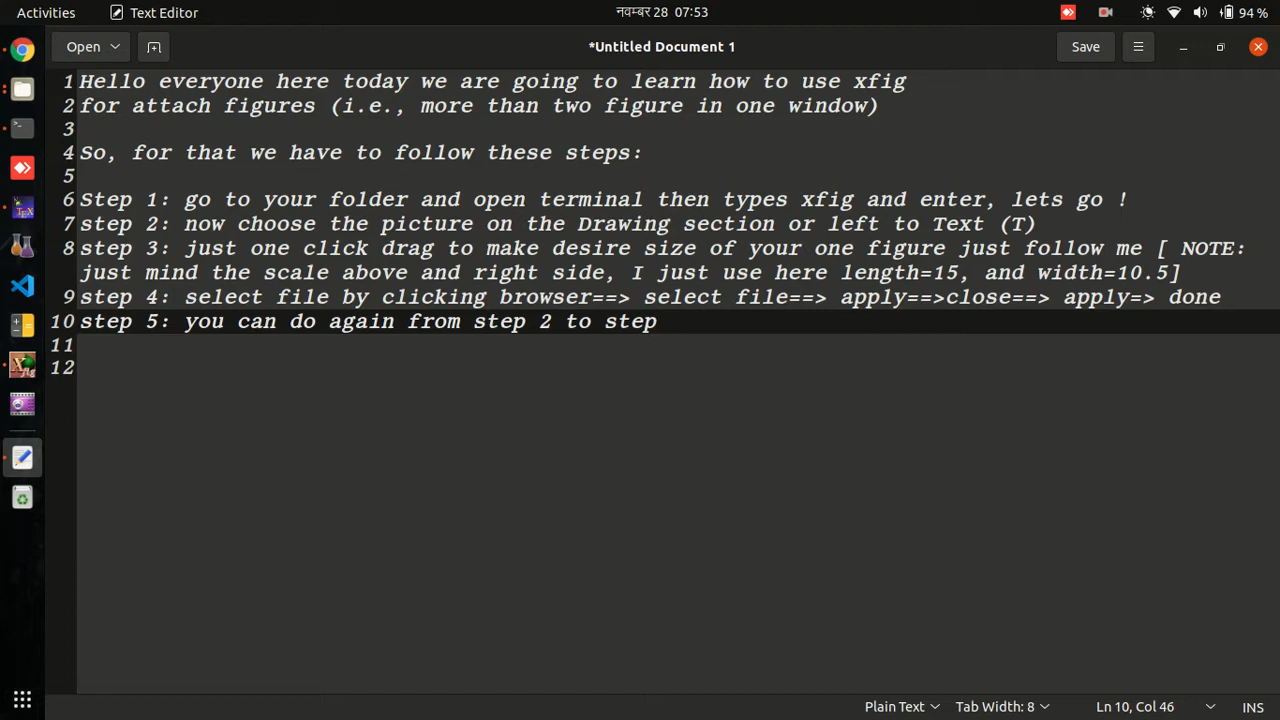 Activities Text Editor नवम्बर 28 07:53 94 %
Open *Untitled Document 1 Save
1 Hello everyone here today we are going to learn how to use xfig
2 for attach figures (i.e., more than two figure in one window)
3
4 So, for that we have to follow these steps:
5
6 Step 1: go to your folder and open terminal then types xfig and enter, lets go !
7 step 2: now choose the picture on the Drawing section or left to Text (T)
8 step 3: just one click drag to make desire size of your one figure just follow me [ NOTE:
just mind the scale above and right side, I just use here length=15, and width=10.5]
9 step 4: select file by clicking browser==> select file==> apply==>close==> apply=> done
10 step 5: you can do again from step 2 to step
11
12
Plain Text Tab Width: 8 Ln 10, Col 46 INS